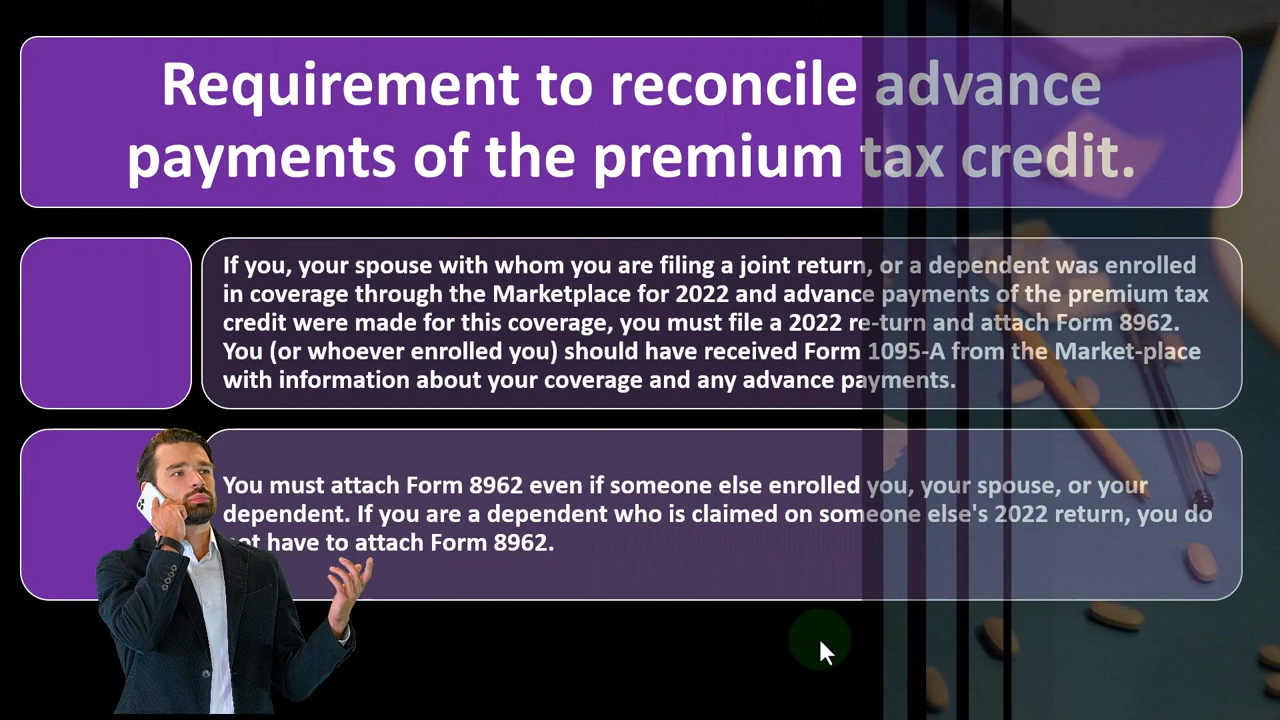 Requirement to reconcile advance
payments of the premium tax credit.
If you, your spouse with whom you are filing a joint return, or a dependent was enrolled
in coverage through the Marketplace for 2022 and advance payments of the premium tax
credit were made for this coverage, you must file a 2022 re-turn and attach Form 8962.
You (or whoever enrolled you) should have received Form 1095-A from the Market-place
with information about your coverage and any advance payments.
You must attach Form 8962 even if someone else enrolled you, your spouse, or your
dependent. If you are a dependent who is claimed on someone else's 2022 return, you do
not have to attach Form 8962.